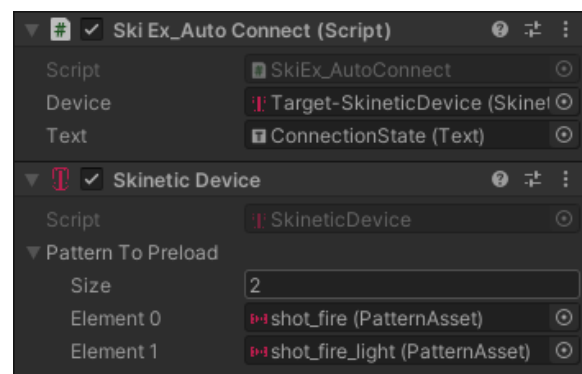 Ski Ex_Auto Connect (Script)
Script SkiEx_AutoConnect
Device Target-SkineticDevice (Skinet
Text ConnectionState (Text)
Skinetic Device
Script SkineticDevice
Pattern To Preload
Size 2
Element 0 shot_fire (PatternAsset)
Element 1 shot_fire_light (PatternAsset)